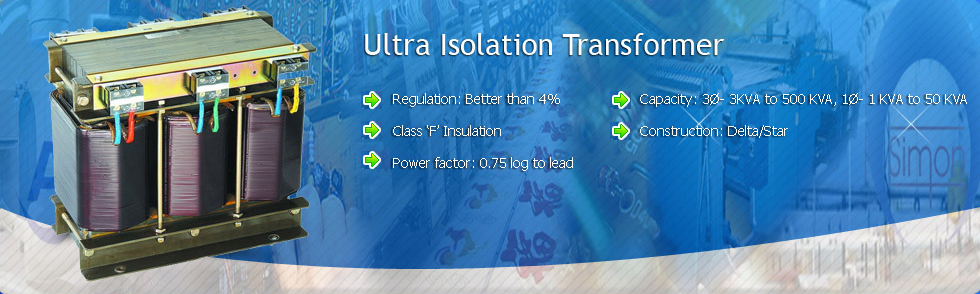 Ultra Isolation Transformer
Regulation: Better than 4%
Class 'F' Insulation
Power factor: 0.75 log to lead
Capacity: 3Ø- 3KVA to 500 KVA, 1Ø- 1 KVA to 50 KVA
Construction: Delta/Star
Simon